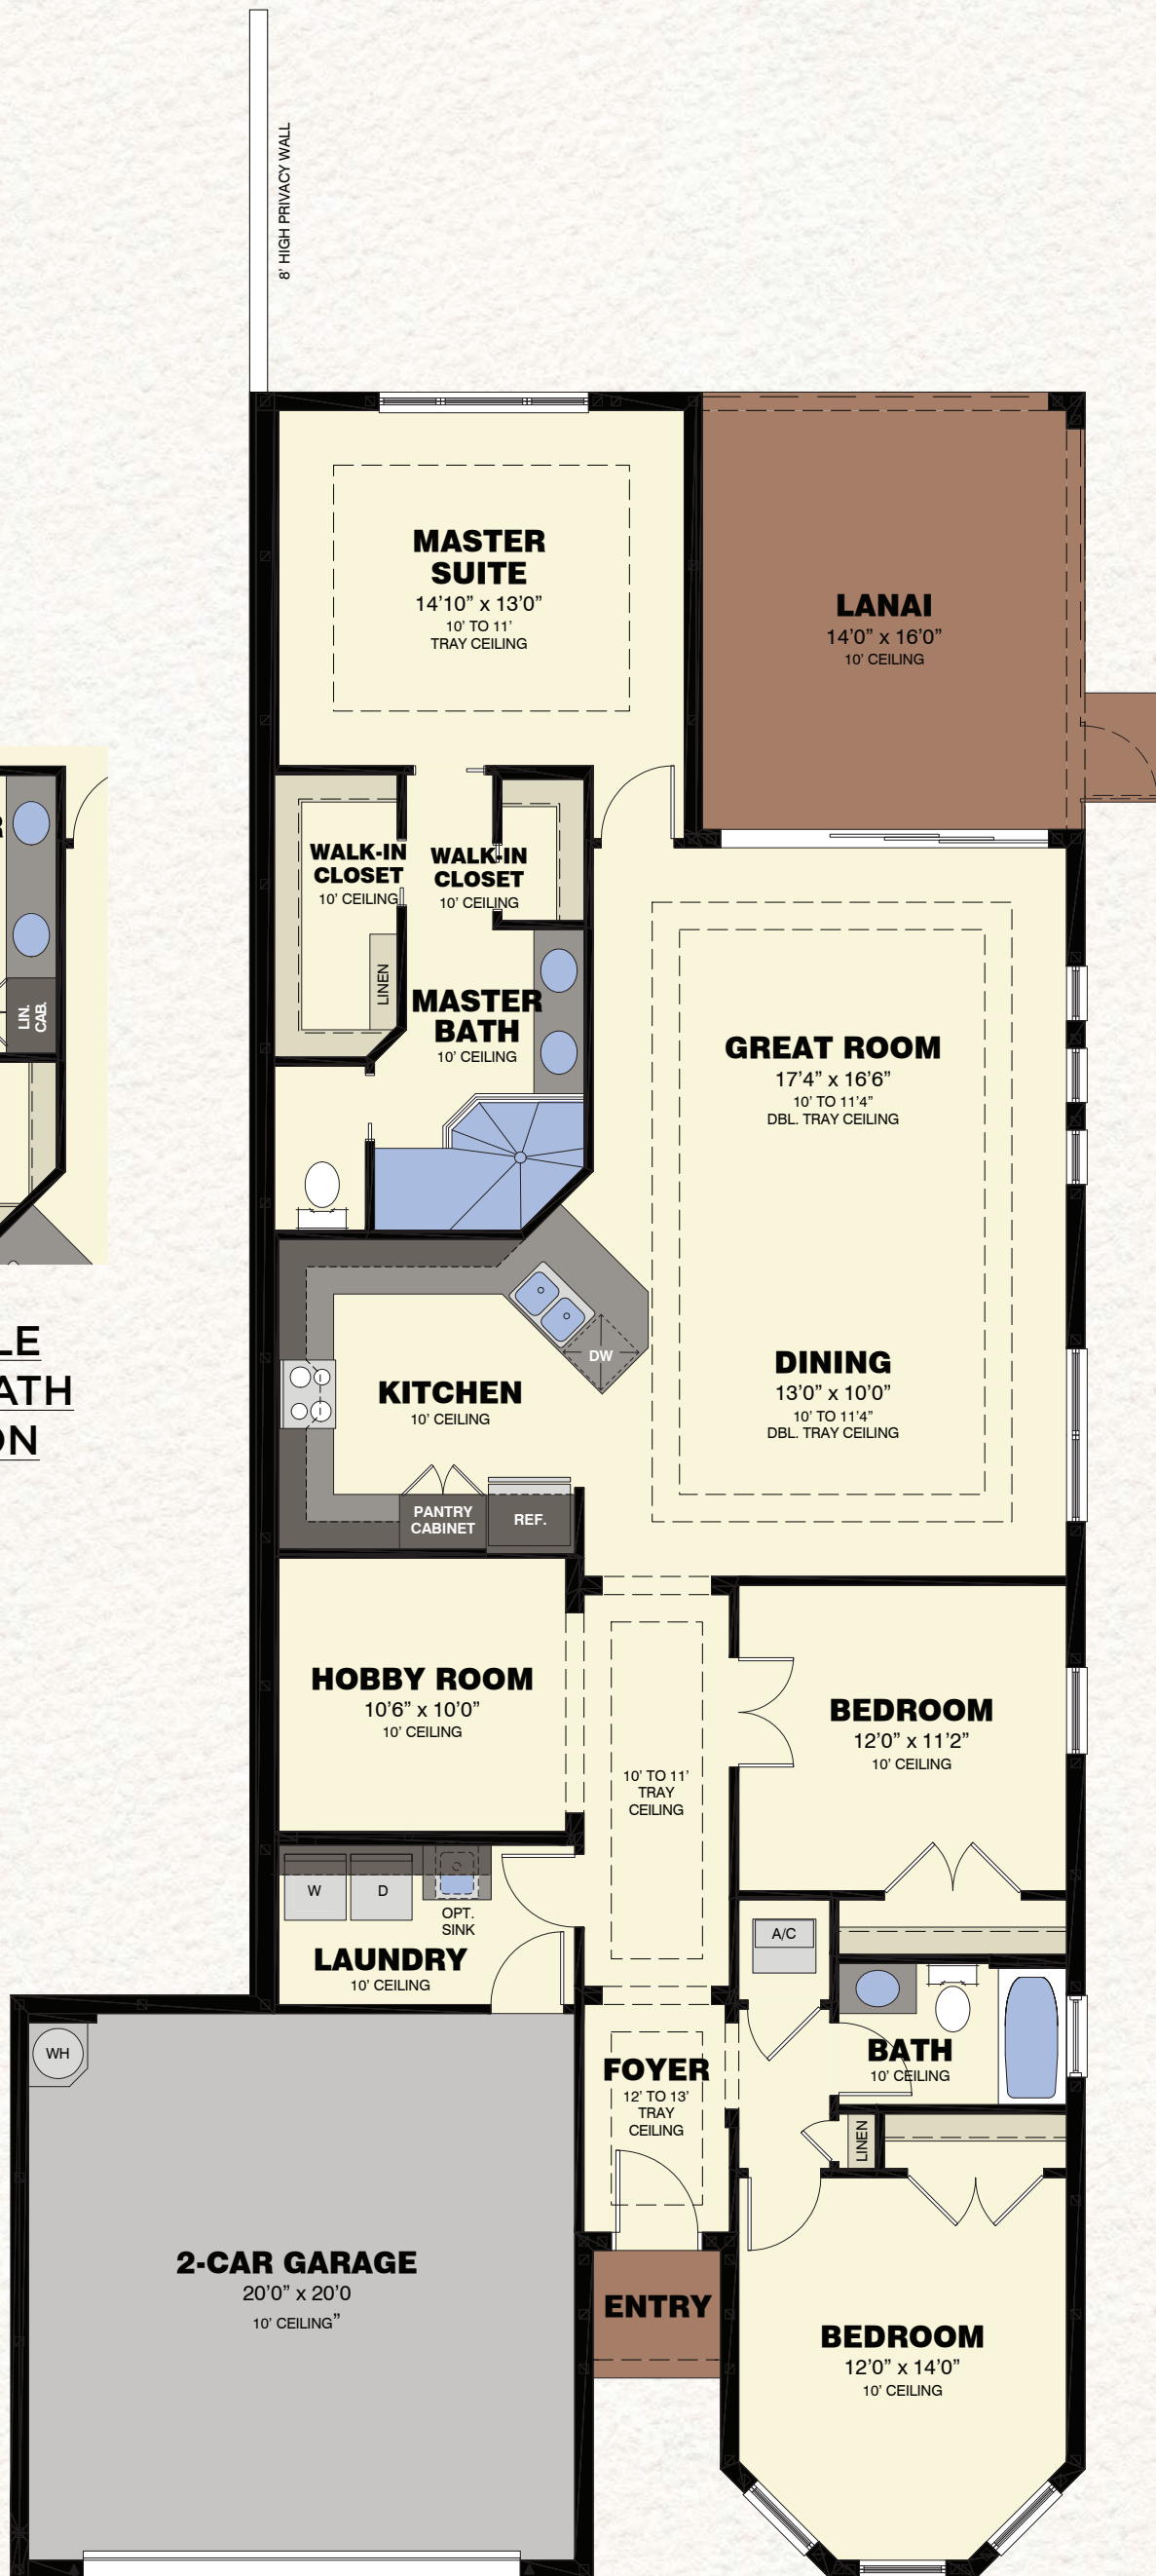 8' HIGH PRIVACY WALL
MASTER
SUITE
14'10" x 13'0"
10' TO 11'
TRAY CEILING
LANAI
14'0" x 16'0"
10' CEILING
WALK-IN
CLOSET
10' CEILING
WALK-IN
CLOSET
10' CEILING
LINEN
LIN.
CAB.
MASTER
BATH
10' CEILING
GREAT ROOM
17'4" x 16'6"
10' TO 11'4"
DBL. TRAY CEILING
LE
ATH
ON
DW
KITCHEN
10' CEILING
DINING
13'0" x 10'0"
10' TO 11'4"
DBL. TRAY CEILING
PANTRY
CABINET
REF.
HOBBY ROOM
10'6" x 10'0"
10' CEILING
BEDROOM
12'0" x 11'2"
10' CEILING
10' TO 11'
TRAY
CEILING
W
D
OPT.
SINK
LAUNDRY
10' CEILING
A/C
WH
FOYER
12' TO 13'
TRAY
CEILING
BATH
10' CEILING
LINEN
2-CAR GARAGE
20'0" x 20'0
10' CEILING"
ENTRY
BEDROOM
12'0" x 14'0"
10' CEILING